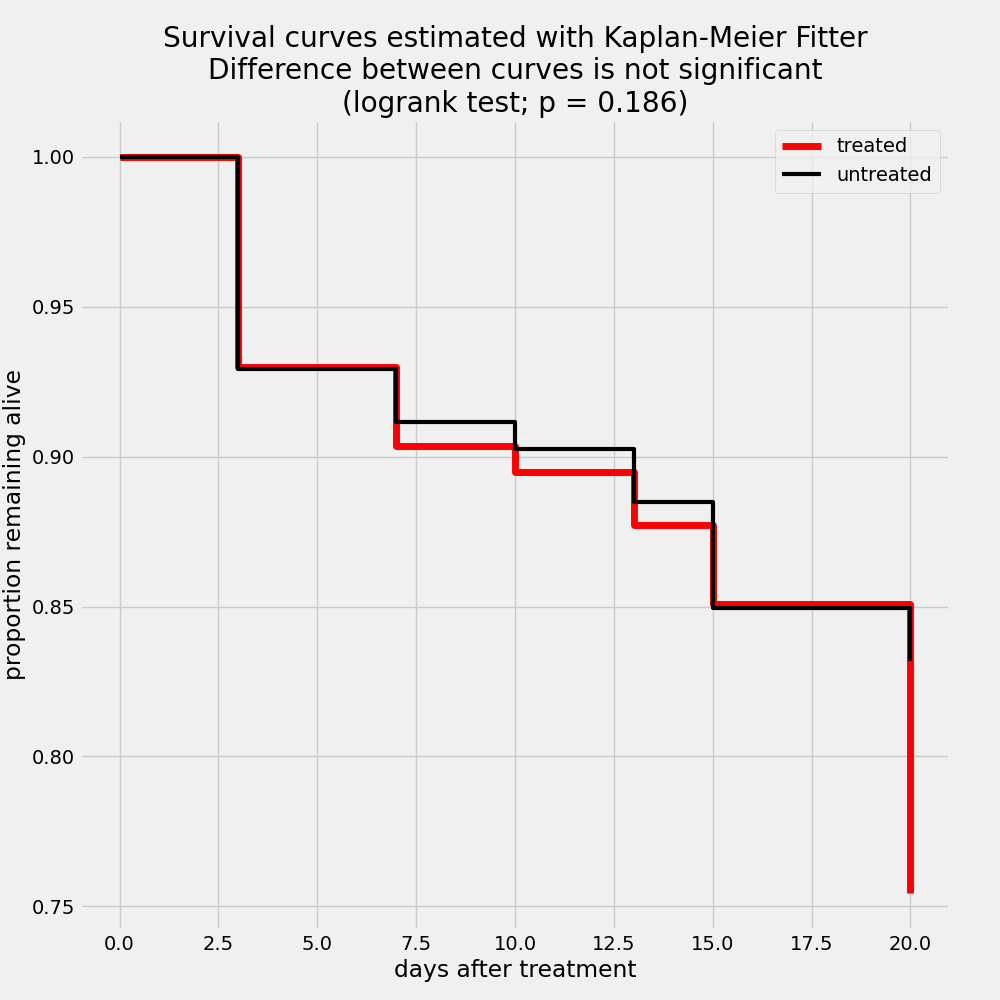 Survival curves estimated with Kaplan-Meier Fitter
Difference between curves is not significant
(logrank test; p = 0.186)
treated
untreated
proportion remaining alive
1.00
0.95
0.90
0.85
0.80
0.75
0.0 2.5 5.0 7.5 10.0 12.5 15.0 17.5 20.0
days after treatment